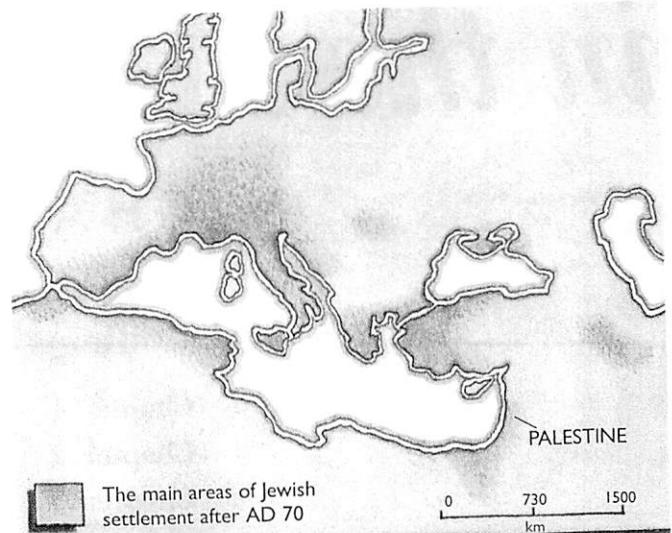 PALESTINE
The main areas of Jewish
settlement after AD 70
0 730 1500
km